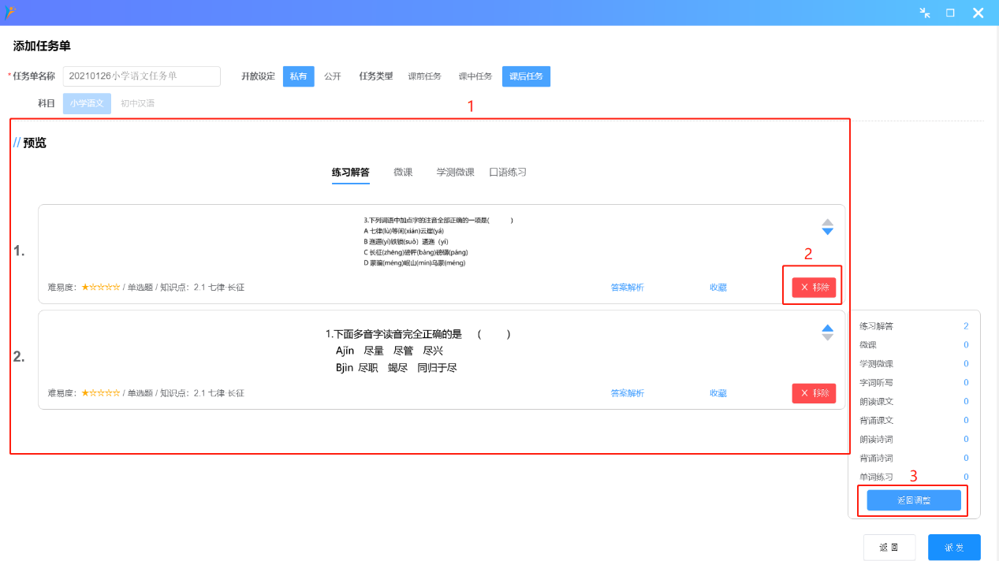 添加任务单
*任务单名称 20210126小学语文任务单 开放设定 私有 公开 任务类型 课前任务 课中任务 课后任务
科目 小学语文 初中汉语
1
//预览
练习解答 微课 学测微课 口语练习
1.
3.下列词语中加点字的注音全部正确的一项是( )
A 七律(lù)等闲(xián)云崖(yá)
B 逦迤(yǐ)铁锁(suǒ) 逶迤（yí）
C 长征(zhēng)磅秤(bàng)磅礴(páng)
D 蒙骗(mēng)岷山(mín)乌蒙(méng)
2
难易度: ★☆☆☆☆ / 单选题 / 知识点: 2.1 七律·长征 答案解析 收藏 × 移除
2.
1.下面多音字读音完全正确的是 ( )
Ajǐn 尽量 尽管 尽兴
Bjìn 尽职 竭尽 同归于尽
难易度: ★☆☆☆☆ / 单选题 / 知识点: 2.1 七律·长征 答案解析 收藏 × 移除
练习解答 2
微课 0
学测微课 0
字词听写 0
朗读课文 0
背诵课文 0
朗读诗词 0
背诵诗词 0
单词练习 0
3
返回调整
返回 派发